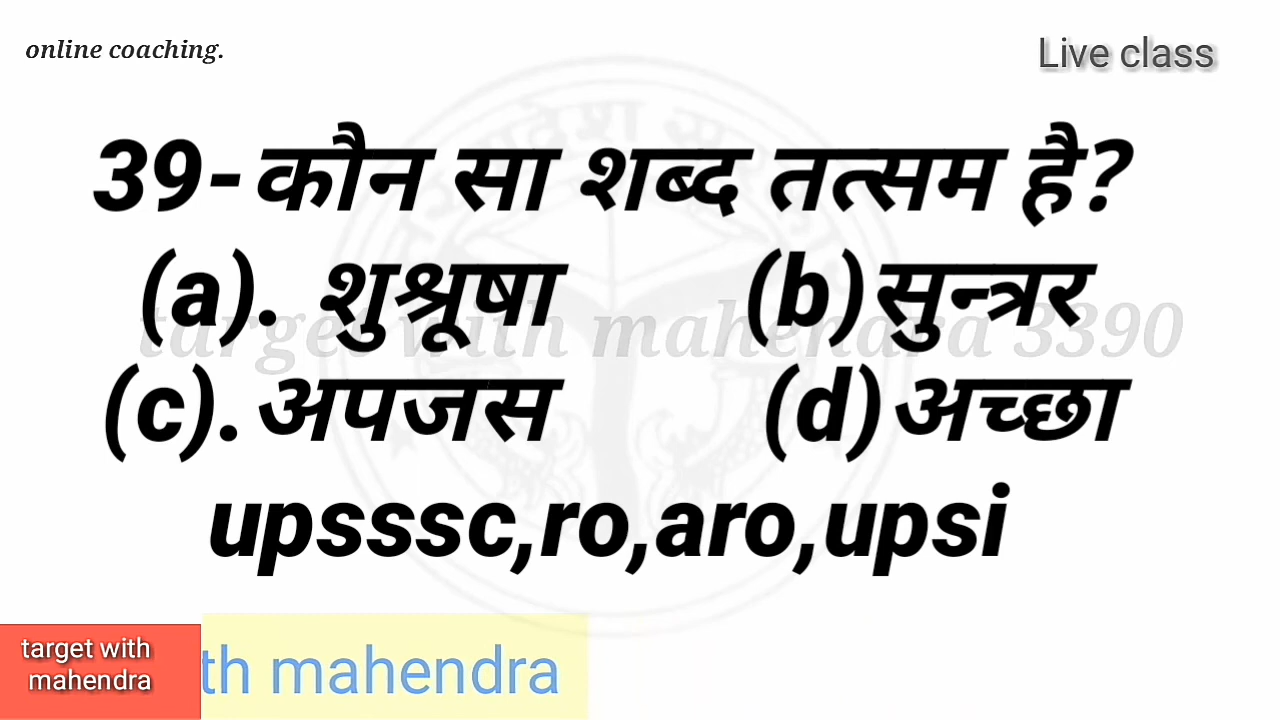 online coaching.
Live class
39-कौन सा शब्द तत्सम है?
(a). शुश्रूषा (b)सुन्त्रर
(c).अपजस (d)अच्छा
target with mahendra 3390
upsssc,ro,aro,upsi
target with
mahendra
th mahendra